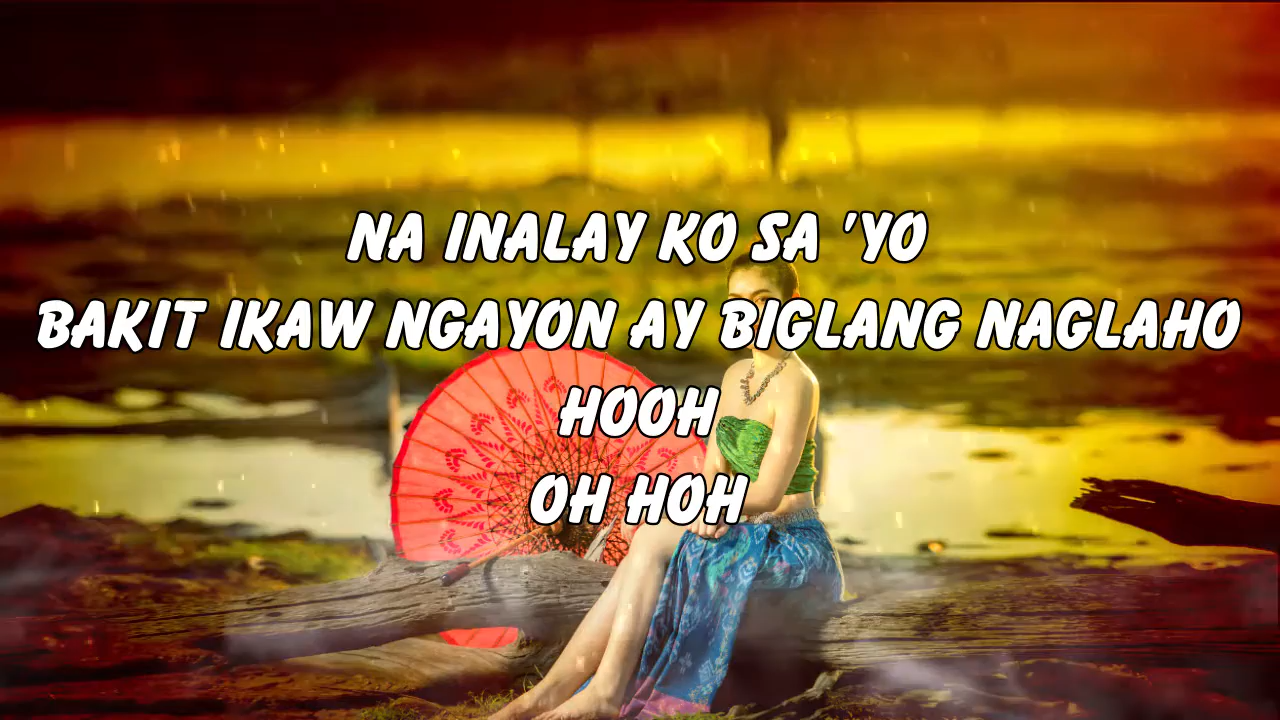 NA INALAY KO SA 'YO
BAKIT IKAW NGAYON AY BIGLANG NAGLAHO
HOOH
OH HOH